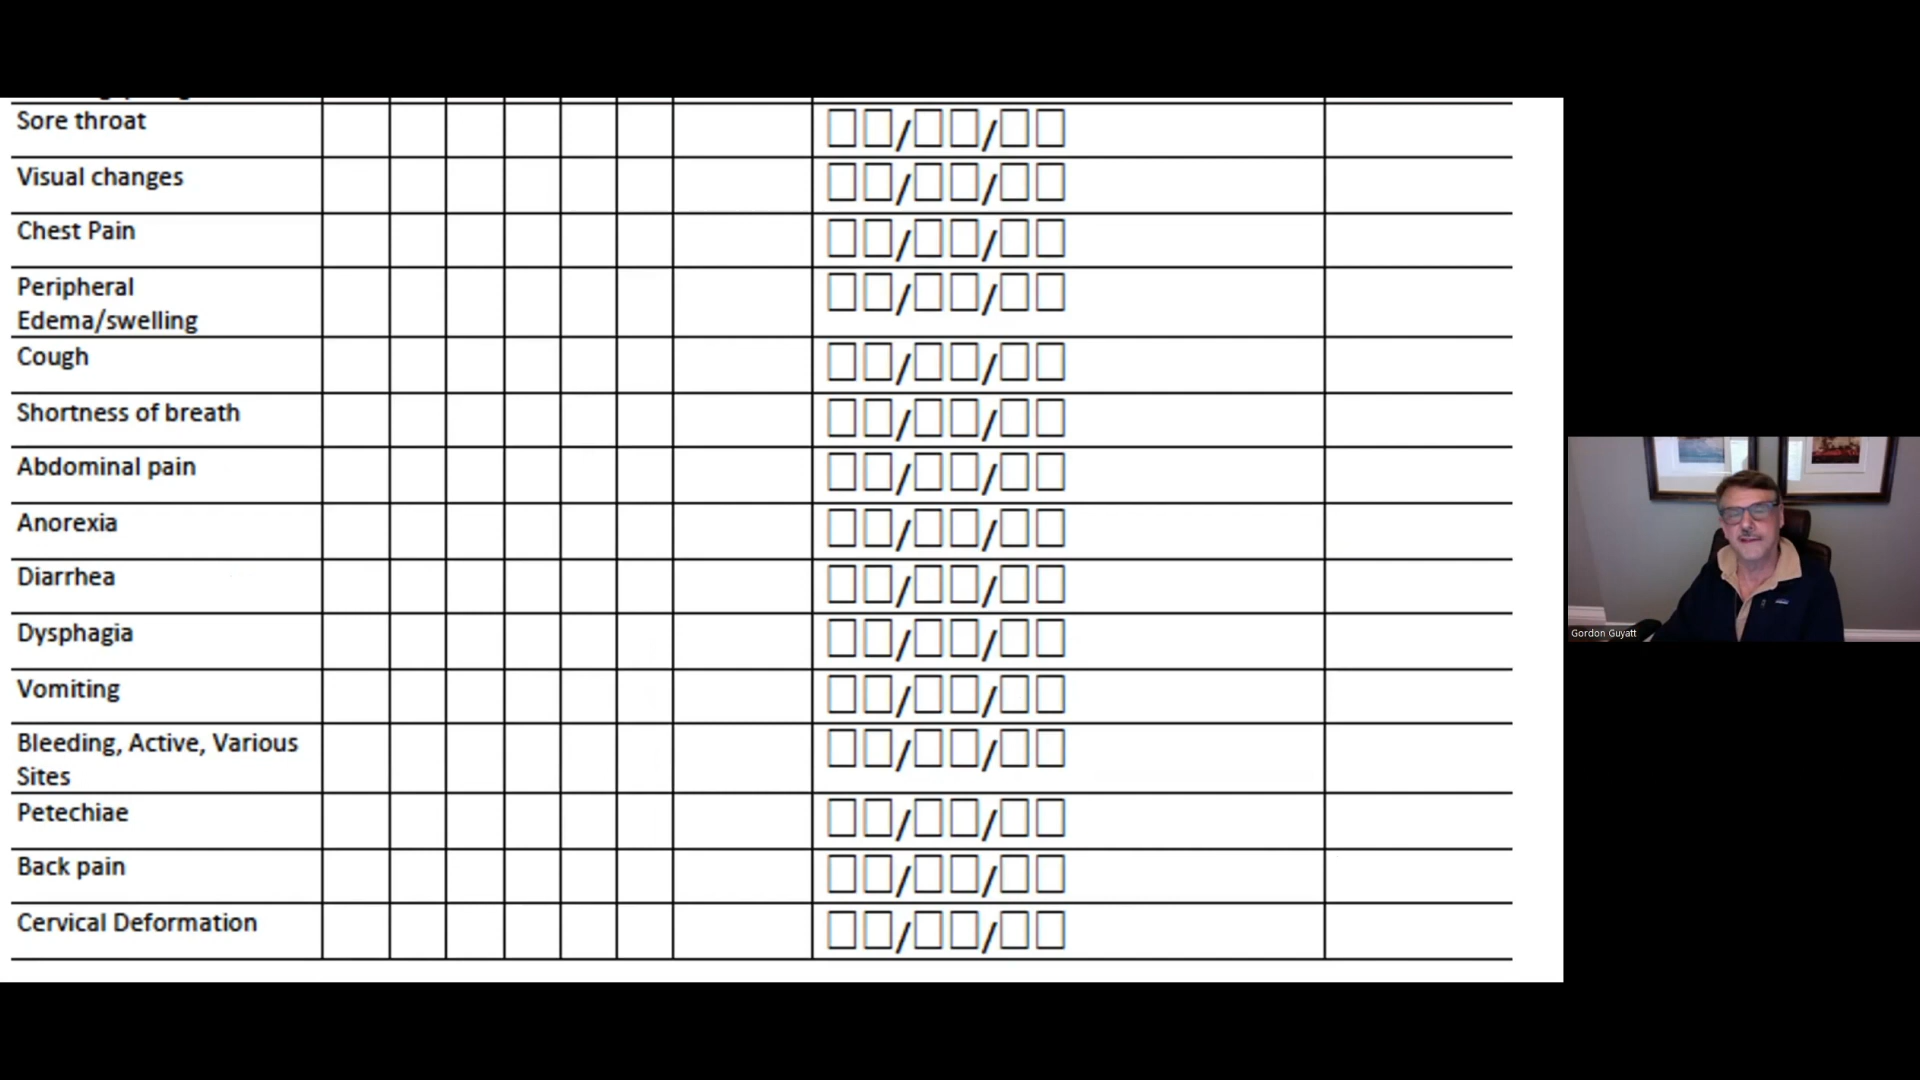 Sore throat □□/□□/□□
Visual changes □□/□□/□□
Chest Pain □□/□□/□□
Peripheral □□/□□/□□
Edema/swelling
Cough □□/□□/□□
Shortness of breath □□/□□/□□
Abdominal pain □□/□□/□□
Anorexia □□/□□/□□
Diarrhea □□/□□/□□
Dysphagia □□/□□/□□
Vomiting □□/□□/□□
Bleeding, Active, Various □□/□□/□□
Sites
Petechiae □□/□□/□□
Back pain □□/□□/□□
Cervical Deformation □□/□□/□□
Gordon Guyatt